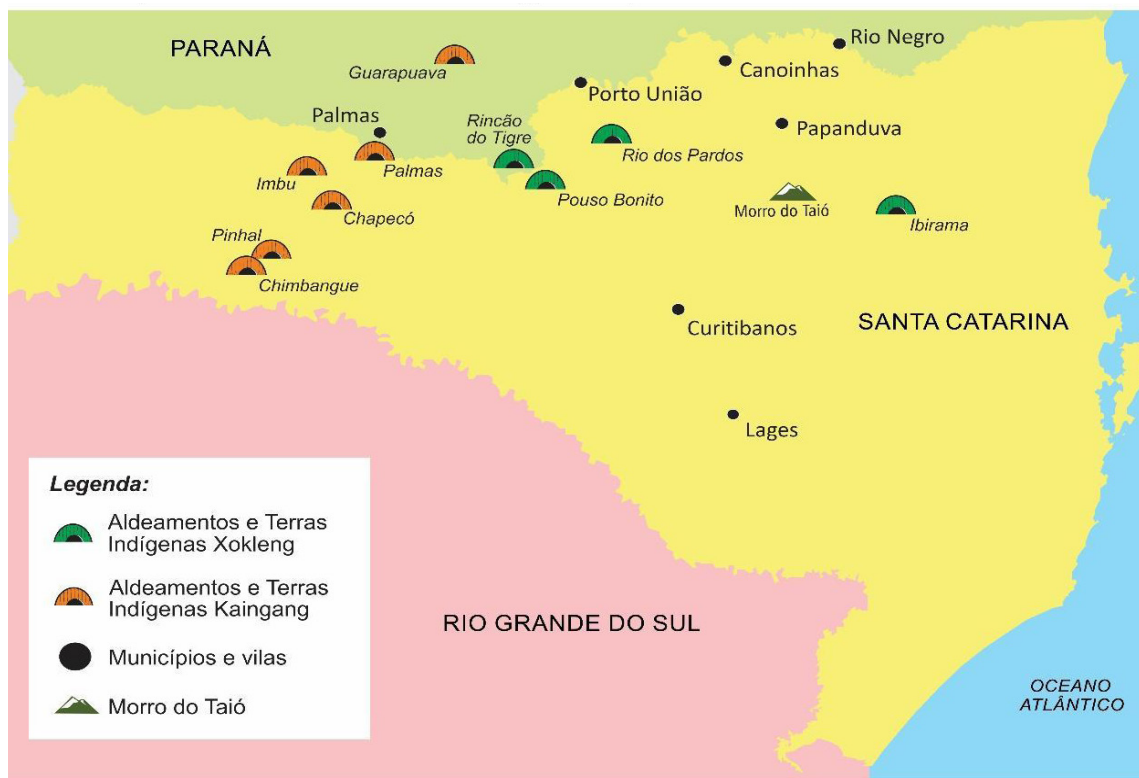 PARANÁ
Guarapuava
Rio Negro
Canoinhas
Porto União
Palmas
Rincão
do Tigre
Papanduva
Rio dos Pardos
Imbu
Palmas
Pouso Bonito
Morro do Taió
Chapecó
Ibirama
Pinhal
Chimbangue
Curitibanos
SANTA CATARINA
Lages
Legenda:
Aldeamentos e Terras
Indígenas Xokleng
Aldeamentos e Terras
Indígenas Kaingang
Municípios e vilas
Morro do Taió
RIO GRANDE DO SUL
OCEANO
ATLÂNTICO